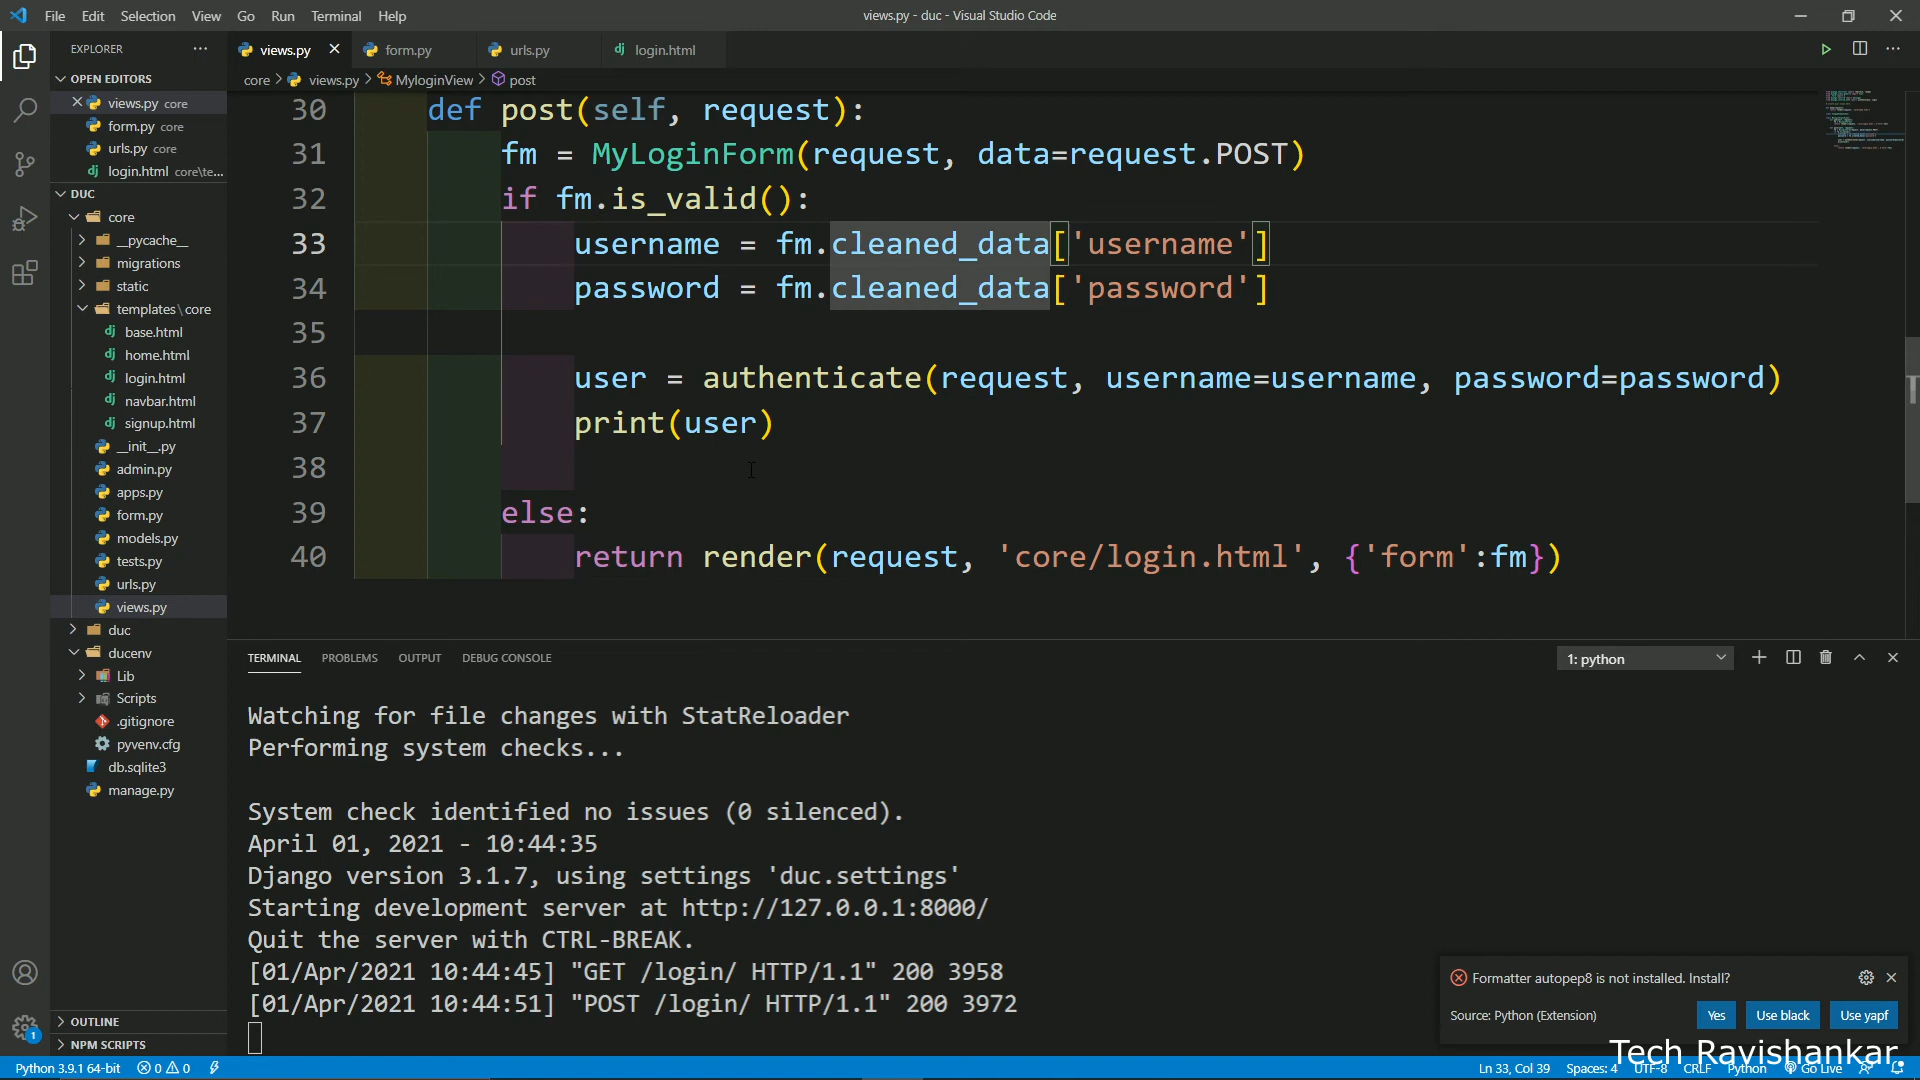 File Edit Selection View Go Run Terminal Help
views.py - duc - Visual Studio Code
EXPLORER
views.py form.py urls.py login.html
OPEN EDITORS
core > views.py > MyloginView > post
views.py core
form.py core
urls.py core
login.html core\te...
DUC
core
__pycache__
migrations
static
templates\core
base.html
home.html
login.html
navbar.html
signup.html
__init__.py
admin.py
apps.py
form.py
models.py
tests.py
urls.py
views.py
duc
ducenv
Lib
Scripts
.gitignore
pyvenv.cfg
db.sqlite3
manage.py
OUTLINE
NPM SCRIPTS
30 def post(self, request):
31 fm = MyLoginForm(request, data=request.POST)
32 if fm.is_valid():
33 username = fm.cleaned_data['username']
34 password = fm.cleaned_data['password']
35
36 user = authenticate(request, username=username, password=password)
37 print(user)
38
39 else:
40 return render(request, 'core/login.html', {'form':fm})
TERMINAL PROBLEMS OUTPUT DEBUG CONSOLE
1: python
Watching for file changes with StatReloader
Performing system checks...
System check identified no issues (0 silenced).
April 01, 2021 - 10:44:35
Django version 3.1.7, using settings 'duc.settings'
Starting development server at http://127.0.0.1:8000/
Quit the server with CTRL-BREAK.
[01/Apr/2021 10:44:45] "GET /login/ HTTP/1.1" 200 3958
[01/Apr/2021 10:44:51] "POST /login/ HTTP/1.1" 200 3972
Formatter autopep8 is not installed. Install?
Source: Python (Extension)
Yes Use black Use yapf
Tech Ravishankar.
1
Python 3.9.1 64-bit 0 0 Ln 33, Col 39 Spaces: 4 UTF-8 CRLF Python Go Live